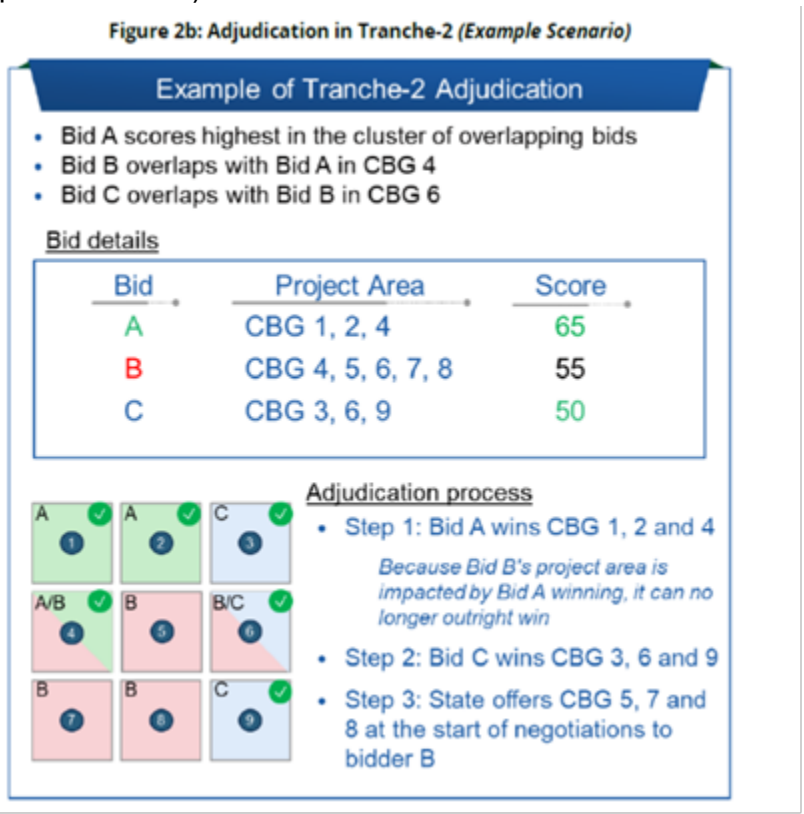 Figure 2b: Adjudication in Tranche-2 (Example Scenario)
Example of Tranche-2 Adjudication
• Bid A scores highest in the cluster of overlapping bids
• Bid B overlaps with Bid A in CBG 4
• Bid C overlaps with Bid B in CBG 6
Bid details
Bid Project Area Score
A CBG 1, 2, 4 65
B CBG 4, 5, 6, 7, 8 55
C CBG 3, 6, 9 50
Adjudication process
• Step 1: Bid A wins CBG 1, 2 and 4
Because Bid B's project area is
impacted by Bid A winning, it can no
longer outright win
• Step 2: Bid C wins CBG 3, 6 and 9
• Step 3: State offers CBG 5, 7 and
8 at the start of negotiations to
bidder B
A A C
1 2 3
A/B B B/C
4 5 6
B B C
7 8 9